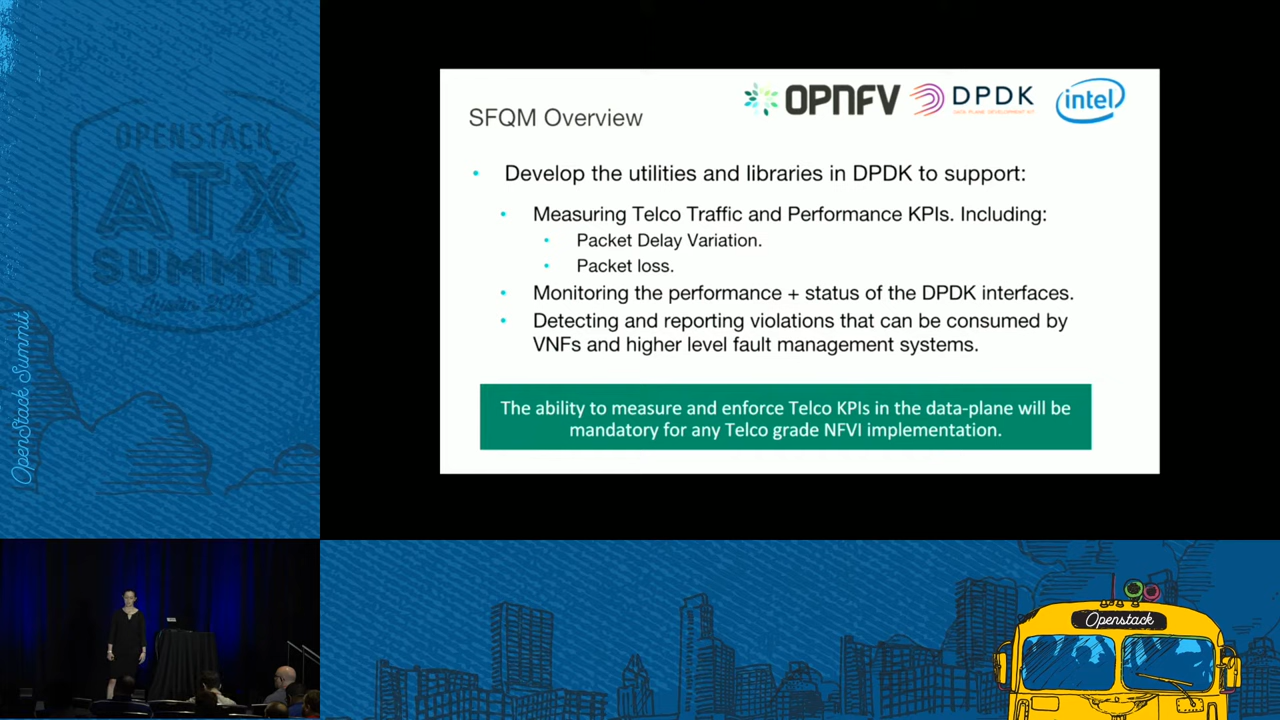 OPENSTACK
ATX
SUMMIT
OpenStack Summit
OPNFV
DPDK
intel
SFQM Overview
• Develop the utilities and libraries in DPDK to support:
• Measuring Telco Traffic and Performance KPIs. Including:
• Packet Delay Variation.
• Packet loss.
• Monitoring the performance + status of the DPDK interfaces.
• Detecting and reporting violations that can be consumed by
VNFs and higher level fault management systems.
The ability to measure and enforce Telco KPIs in the data-plane will be
mandatory for any Telco grade NFVI implementation.
Openstack